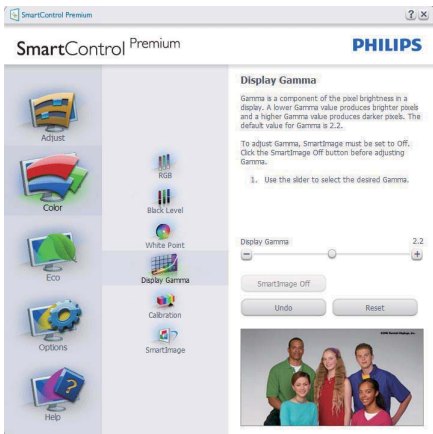 SmartControl Premium
SmartControl Premium
PHILIPS
Adjust
Color
Eco
Options
Help
RGB
Black Level
White Point
Display Gamma
Calibration
SmartImage
Display Gamma
Gamma is a component of the pixel brightness in a
display. A lower Gamma value produces brighter pixels
and a higher Gamma value produces darker pixels. The
default value for Gamma is 2.2.
To adjust Gamma, SmartImage must be set to Off.
Click the SmartImage Off button before adjusting
Gamma.
1. Use the slider to select the desired Gamma.
Display Gamma 2.2
SmartImage Off
Undo Reset